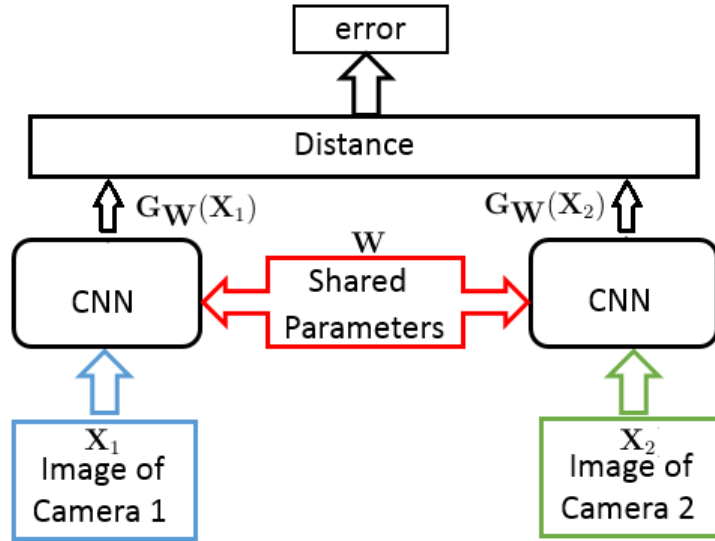 error
Distance
G_W(X_1)
G_W(X_2)
W
CNN
Shared
Parameters
CNN
X_1
Image of
Camera 1
X_2
Image of
Camera 2